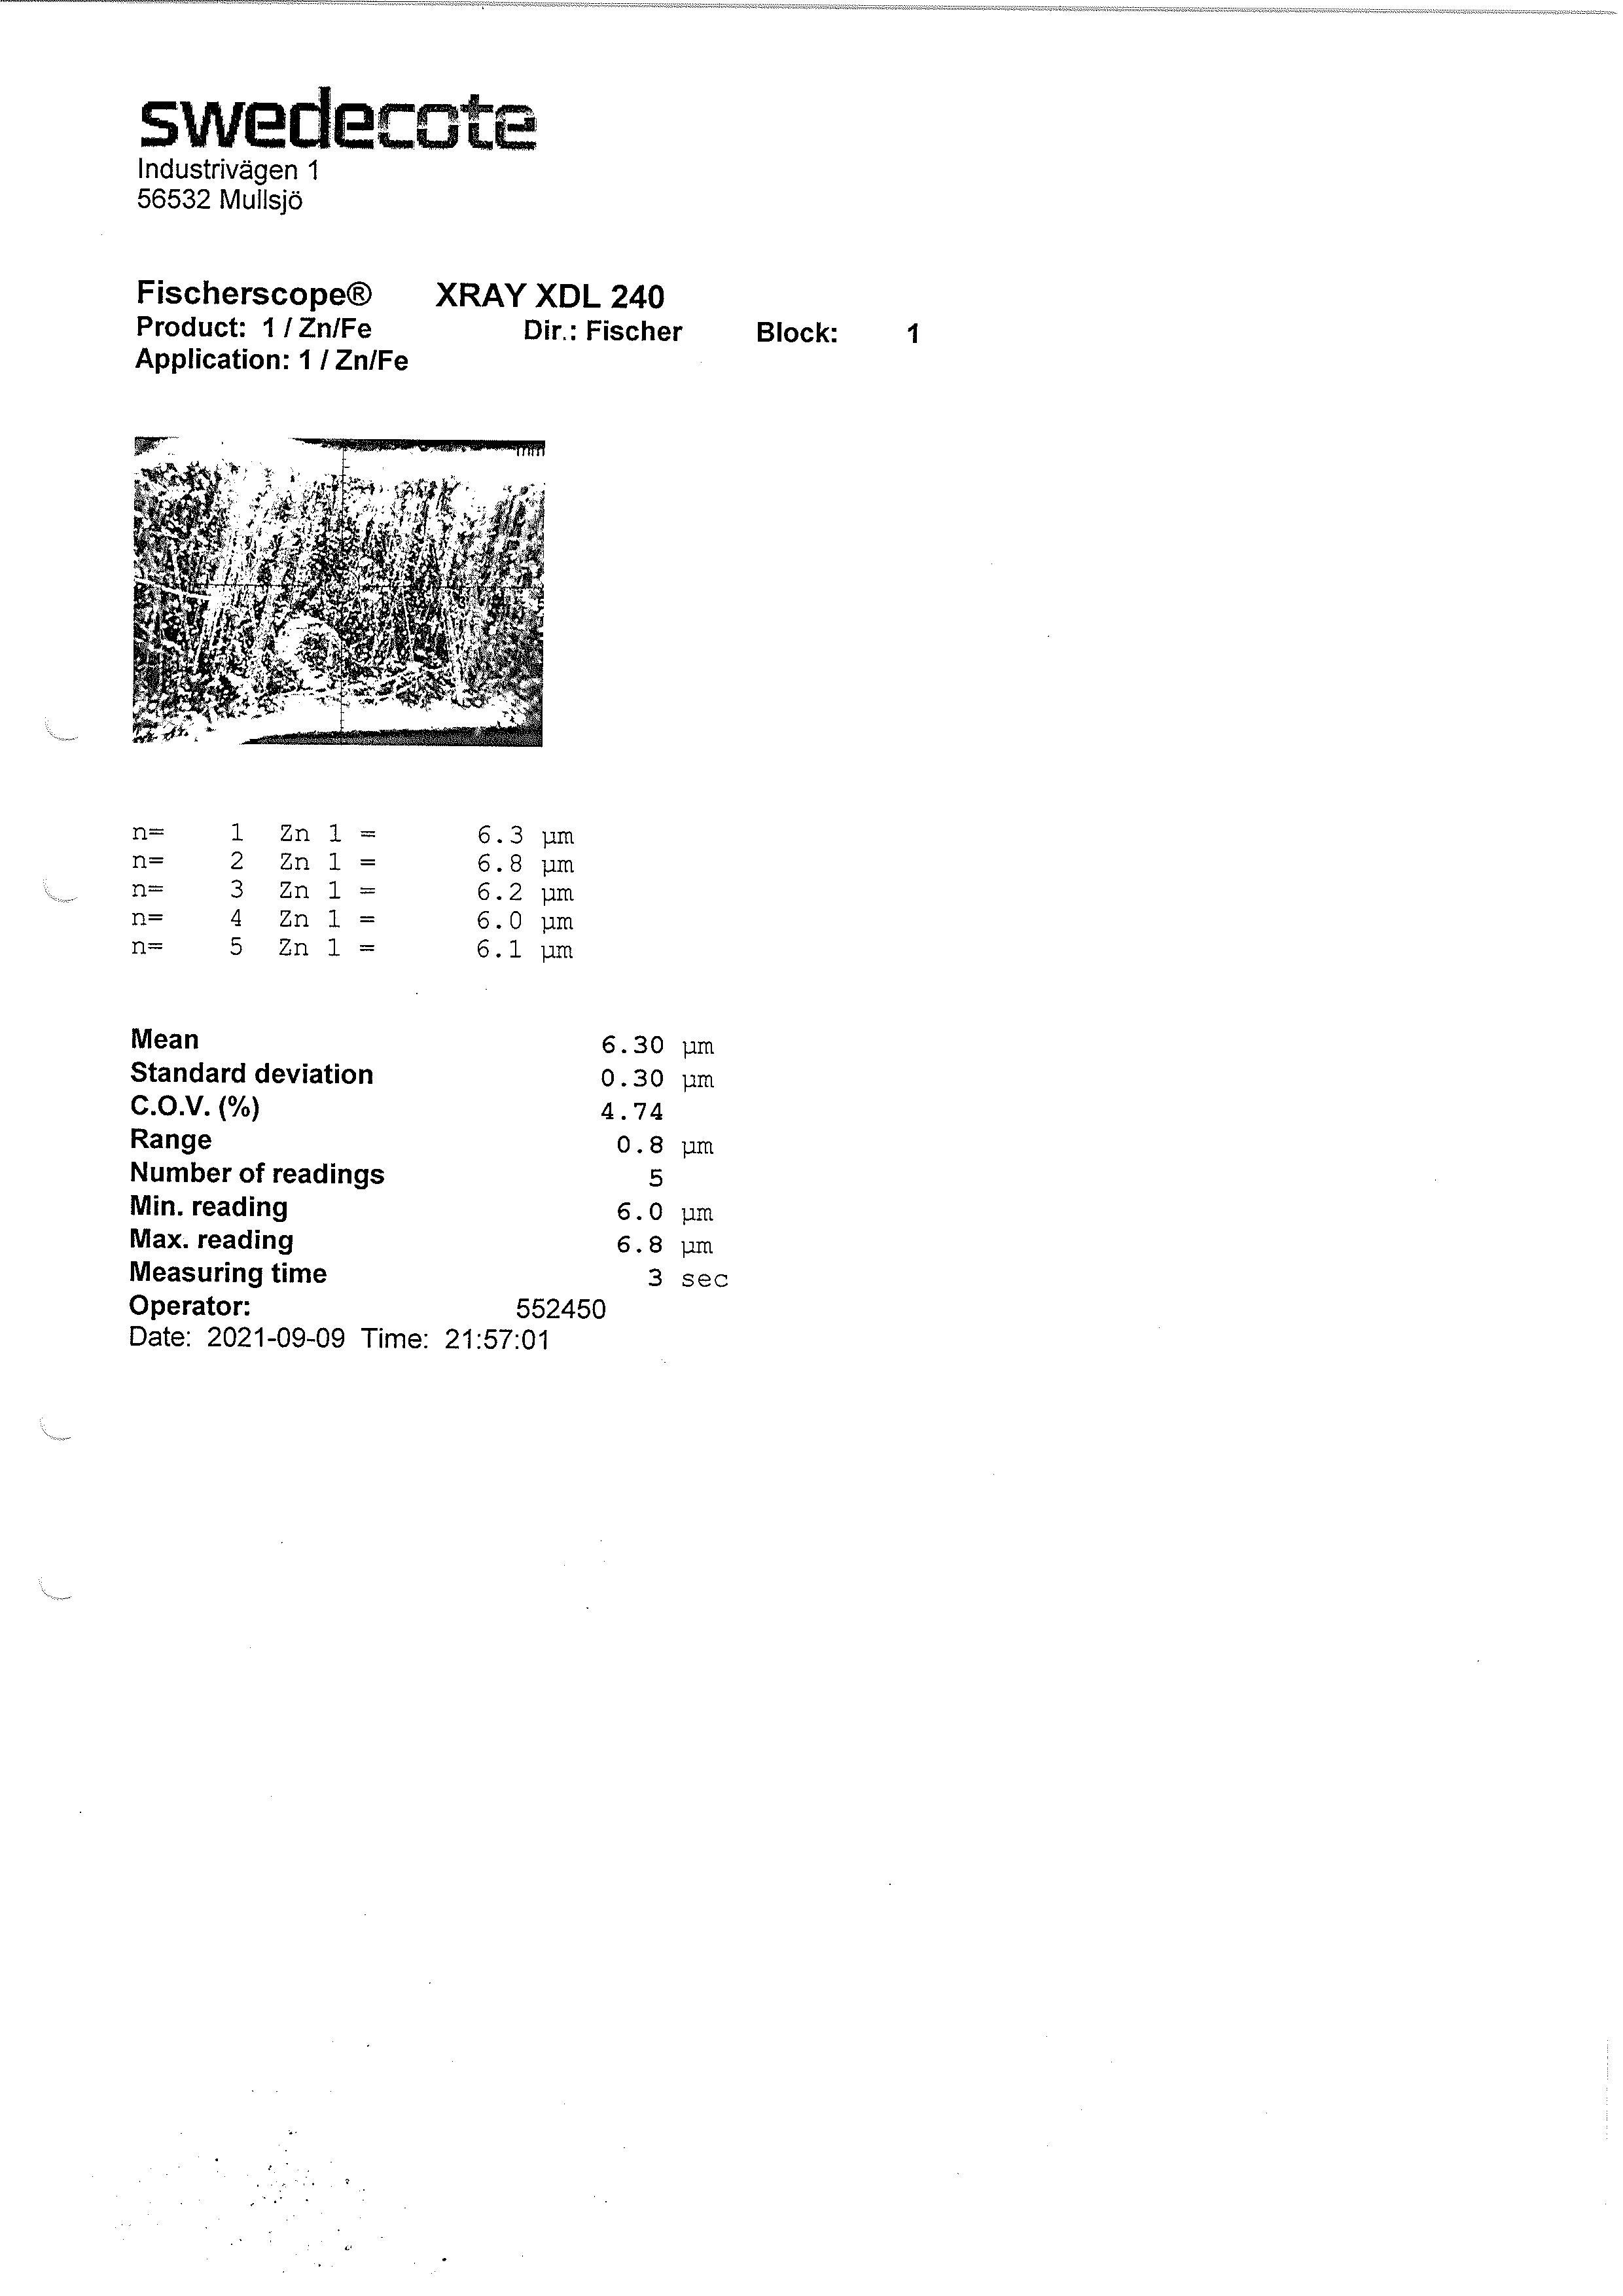 swedecote
Industrivägen 1
56532 Mullsjö
Fischerscope® XRAY XDL 240
Product: 1 / Zn/Fe Dir.: Fischer Block: 1
Application: 1 / Zn/Fe
mm
n= 1 Zn 1 = 6.3 µm
n= 2 Zn 1 = 6.8 µm
n= 3 Zn 1 = 6.2 µm
n= 4 Zn 1 = 6.0 µm
n= 5 Zn 1 = 6.1 µm
Mean 6.30 µm
Standard deviation 0.30 µm
C.O.V. (%) 4.74
Range 0.8 µm
Number of readings 5
Min. reading 6.0 µm
Max. reading 6.8 µm
Measuring time 3 sec
Operator: 552450
Date: 2021-09-09 Time: 21:57:01